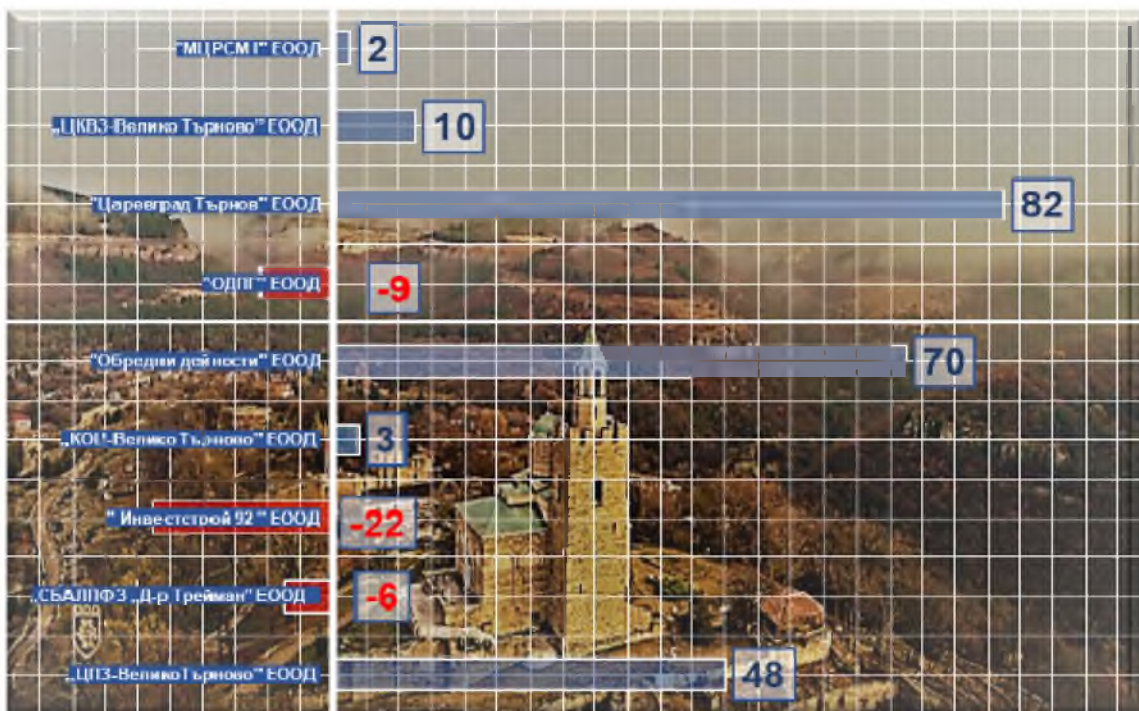 "МЦРСМП" ЕООД 2
„ЦКВЗ-Велико Търново" ЕООД 10
"Царевград Търнов" ЕООД 82
"ОДПГ" ЕООД -9
"Обредни дейности" ЕООД 70
„КОЦ-Велико Търново" ЕООД 3
" Инвестстрой 92 " ЕООД -22
„СБАЛПФЗ „Д-р Трейман" ЕООД -6
„ЦПЗ-Велико Търново" ЕООД 48